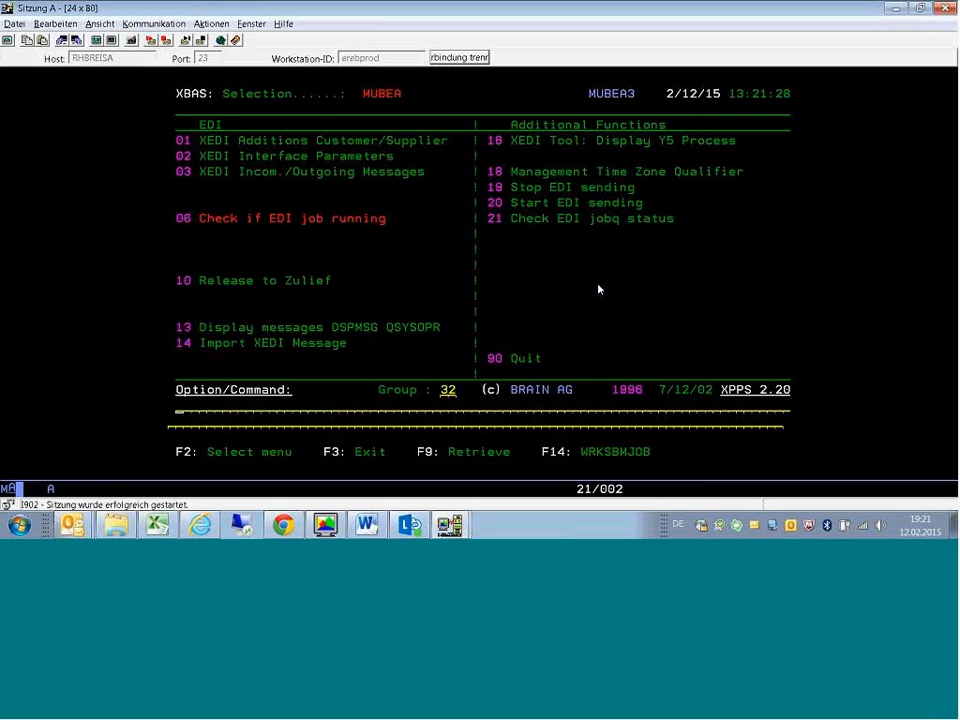 Sitzung A - [24 x 80]
Datei Bearbeiten Ansicht Kommunikation Aktionen Fenster Hilfe
Host: RHBREISA Port: 23 Workstation-ID: erebprod rbindung trenr
XBAS: Selection......: MUBEA MUBEA3 2/12/15 13:21:28
EDI ! Additional Functions
01 XEDI Additions Customer/Supplier ! 16 XEDI Tool: Display Y5 Process
02 XEDI Interface Parameters !
03 XEDI Incom./Outgoing Messages ! 18 Management Time Zone Qualifier
! 19 Stop EDI sending
! 20 Start EDI sending
06 Check if EDI job running ! 21 Check EDI jobq status
!
!
!
10 Release to Zulief !
!
!
13 Display messages DSPMSG QSYSOPR !
14 Import XEDI Message !
! 90 Quit
!
Option/Command: Group : 32 (c) BRAIN AG 1996 7/12/02 XPPS 2.20
F2: Select menu F3: Exit F9: Retrieve F14: WRKSBMJOB
MA A 21/002
I902 - Sitzung wurde erfolgreich gestartet.
DE 19:21
12.02.2015